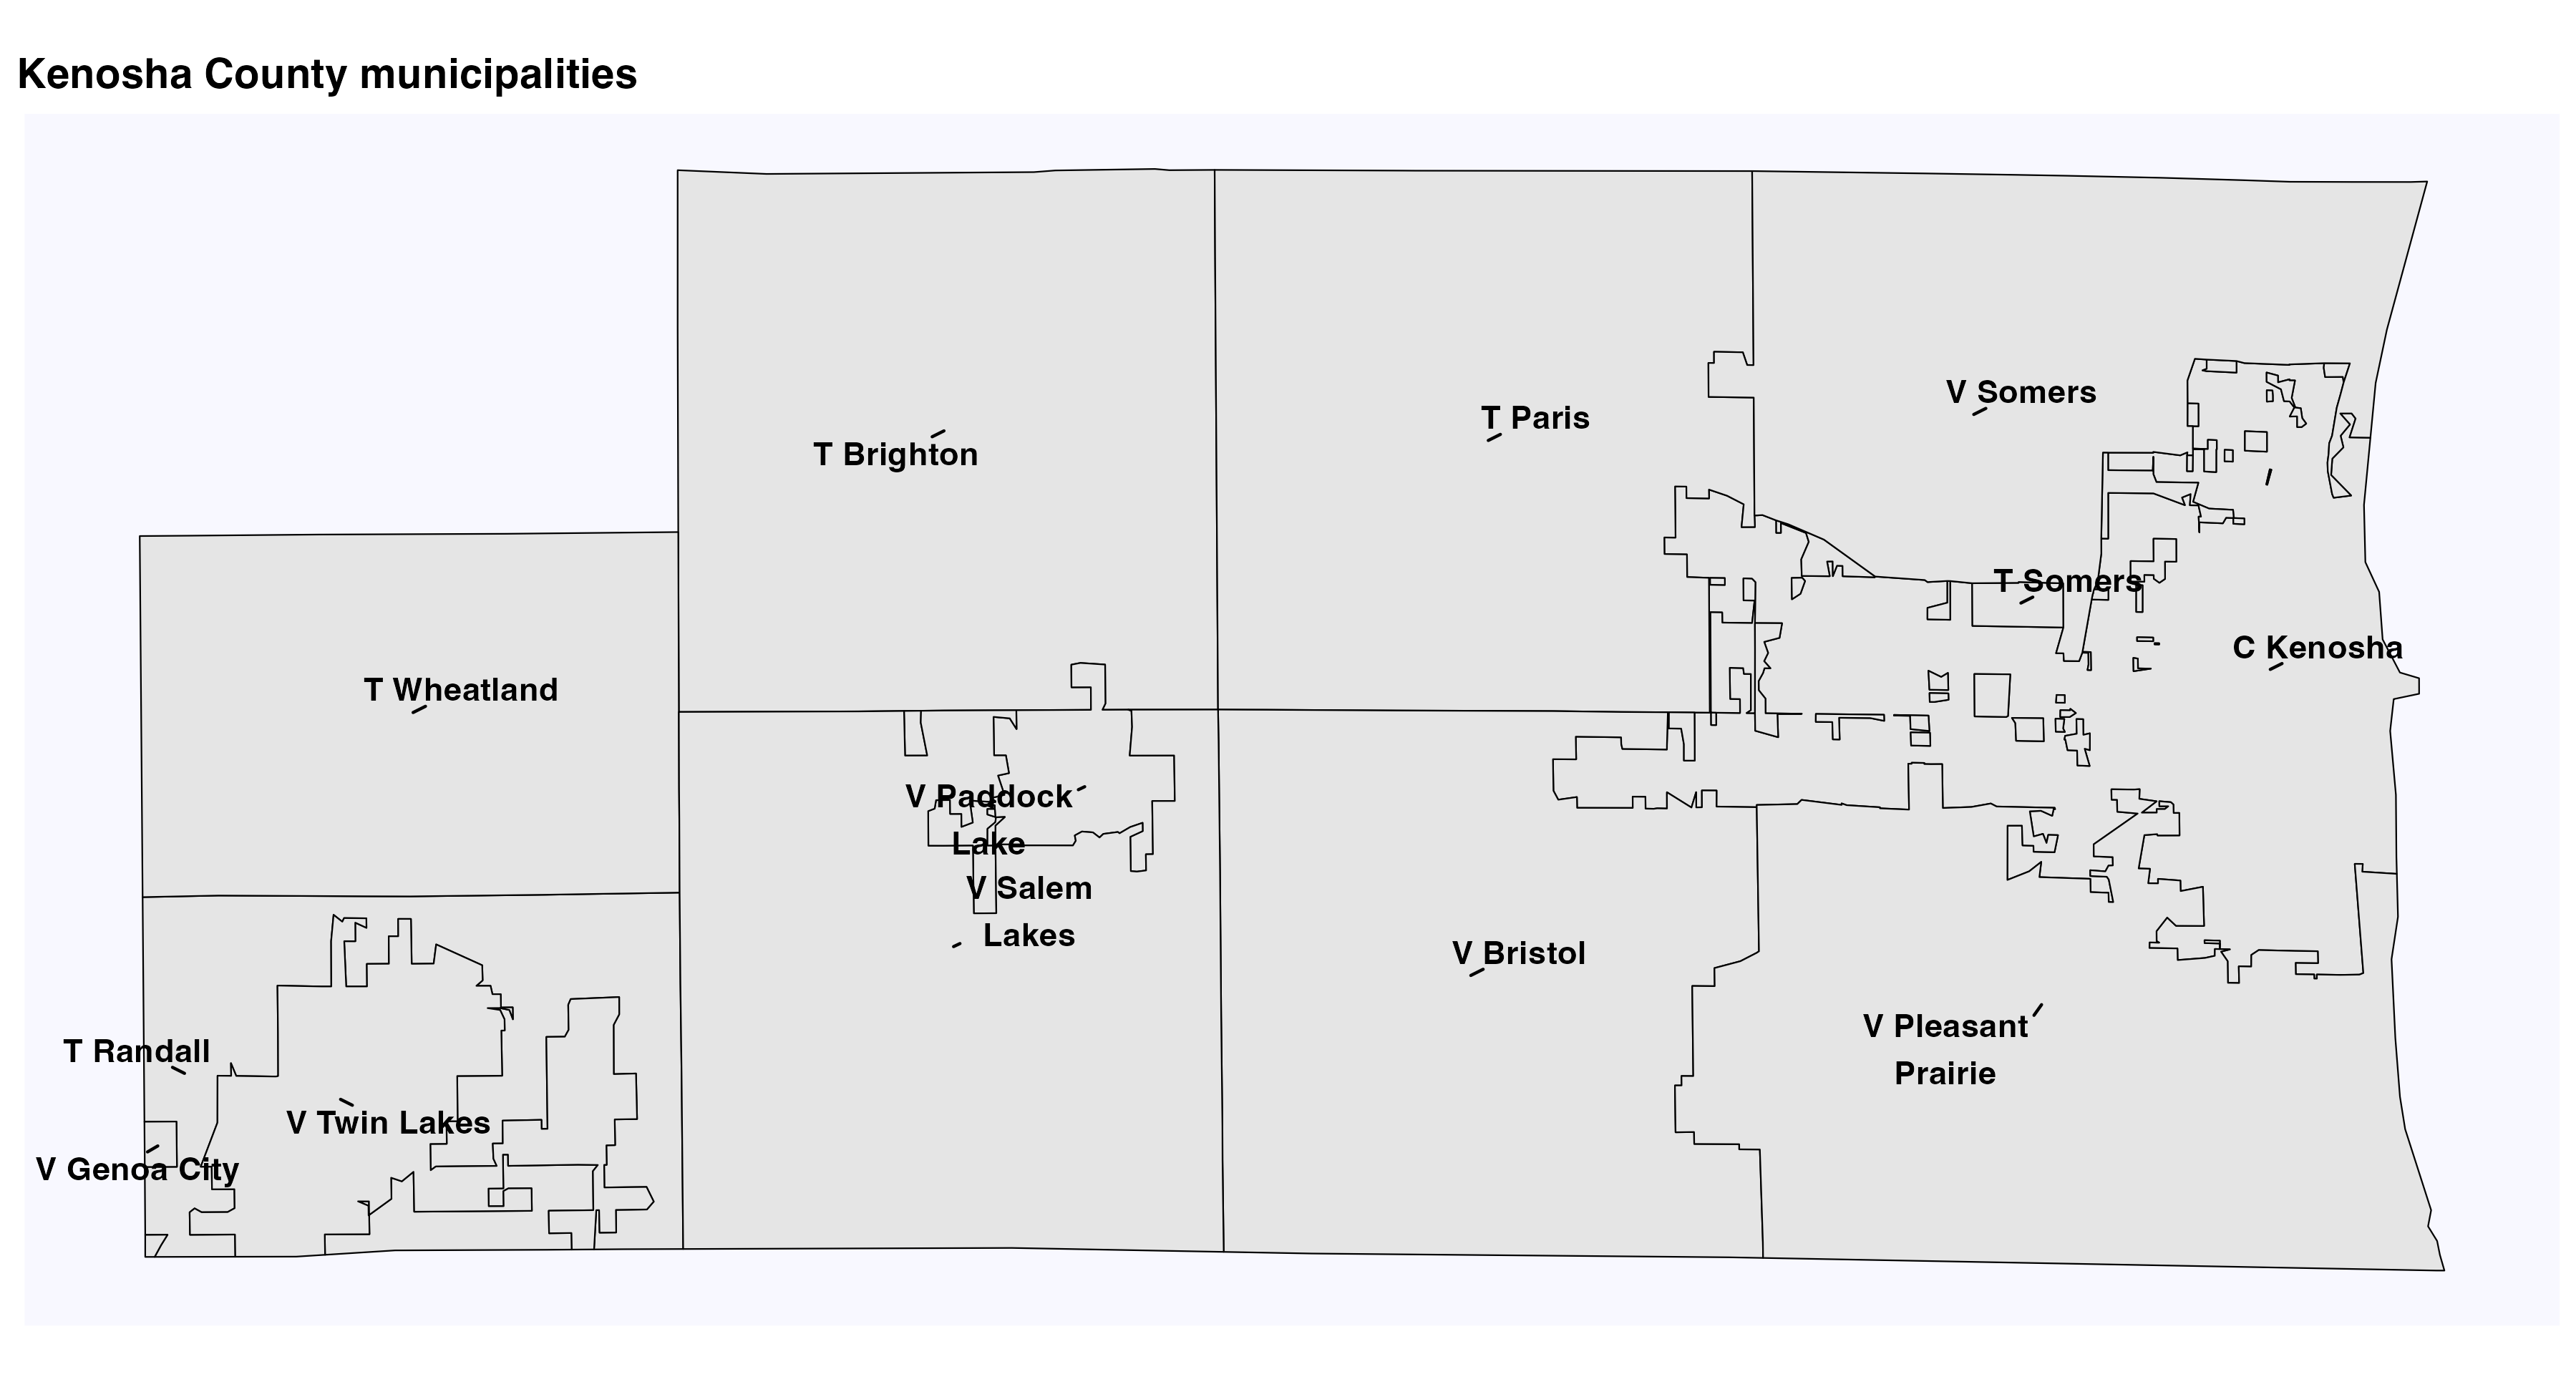 Kenosha County municipalities
V Somers
T Paris
T Brighton
T Somers
C Kenosha
T Wheatland
V Paddock
Lake
V Salem
Lakes
V Bristol
V Pleasant
Prairie
T Randall
V Twin Lakes
V Genoa City